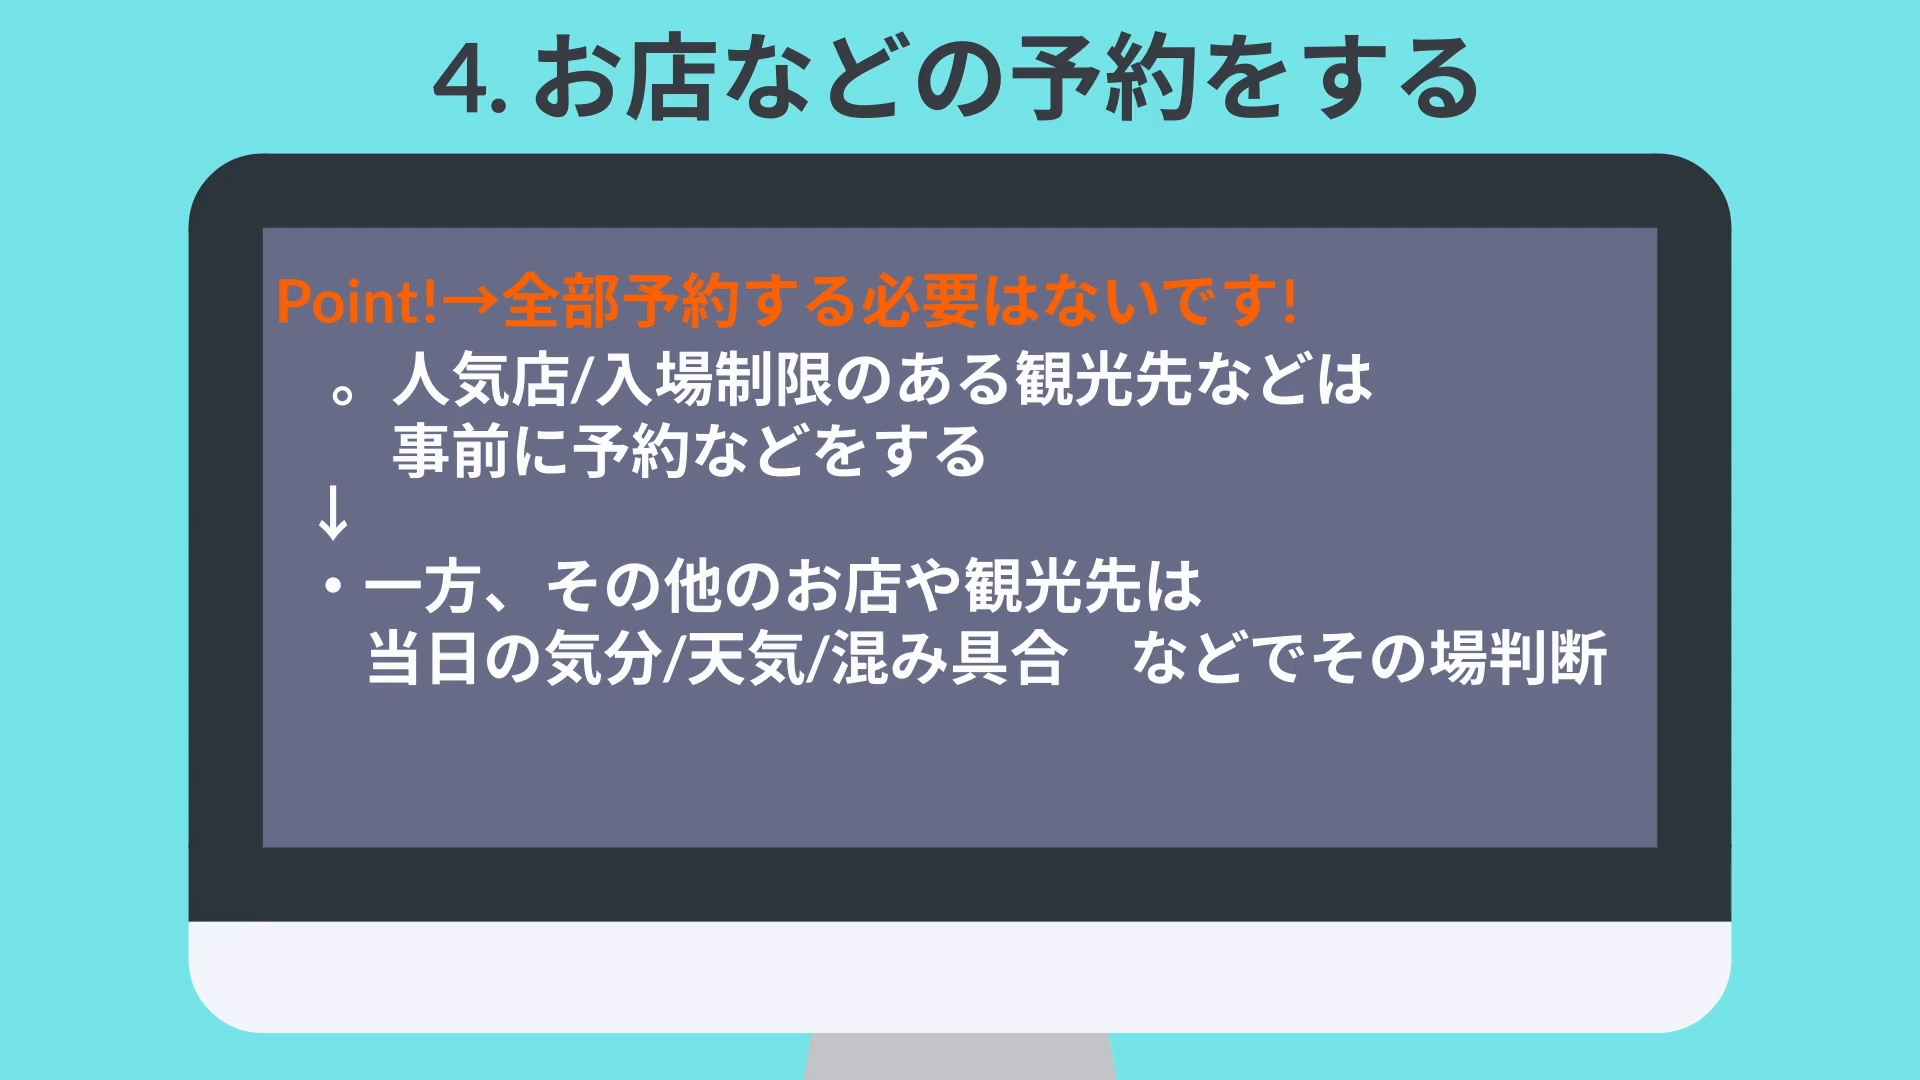 4. お店などの予約をする
Point!→全部予約する必要はないです!
。人気店/入場制限のある観光先などは
事前に予約などをする
↓
・一方、その他のお店や観光先は
当日の気分/天気/混み具合　などでその場判断